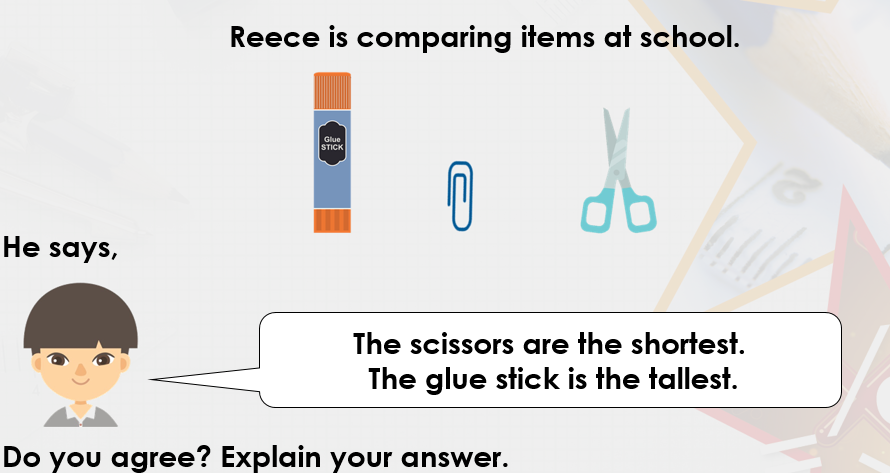 Reece is comparing items at school.
Glue
STICK
He says,
The scissors are the shortest.
The glue stick is the tallest.
Do you agree? Explain your answer.